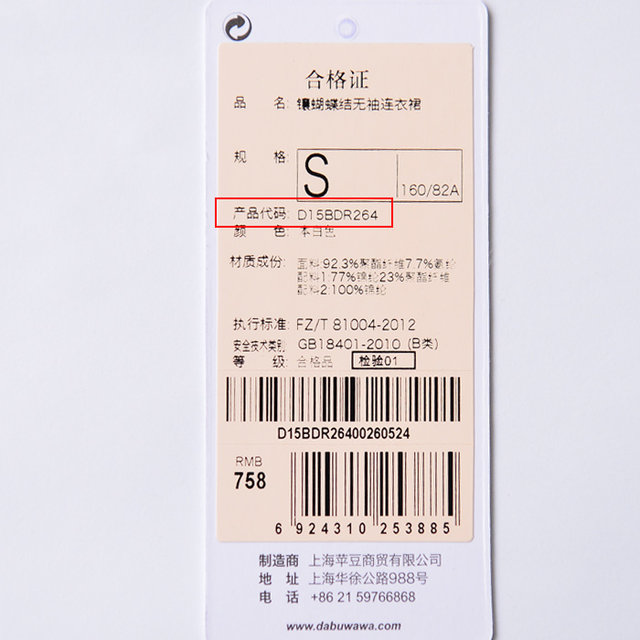 合格证
品 名: 镶蝴蝶结无袖连衣裙
规 格: S 160/82A
产品代码: D15BDR264
颜 色: 本白色
材质成份: 面料:92.3%聚酯纤维7.7%氨纶
配料1:77%锦纶23%聚酯纤维
配料2:100%锦纶
执行标准: FZ/T 81004-2012
安全技术类别 GB18401-2010 (B类)
等 级: 合格品 检验01
D15BDR26400260524
RMB
758
6 924310 253885
制造商 上海苹豆商贸有限公司
地 址 上海华徐公路988号
电 话 +86 21 59766868
www.dabuwawa.com